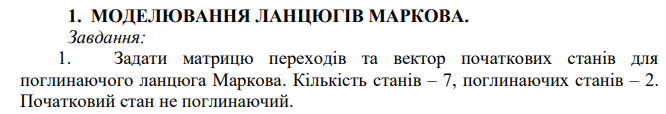 1. МОДЕЛЮВАННЯ ЛАНЦЮГІВ МАРКОВА.
Завдання:
1. Задати матрицю переходів та вектор початкових станів для
поглинаючого ланцюга Маркова. Кількість станів – 7, поглинаючих станів – 2.
Початковий стан не поглинаючий.